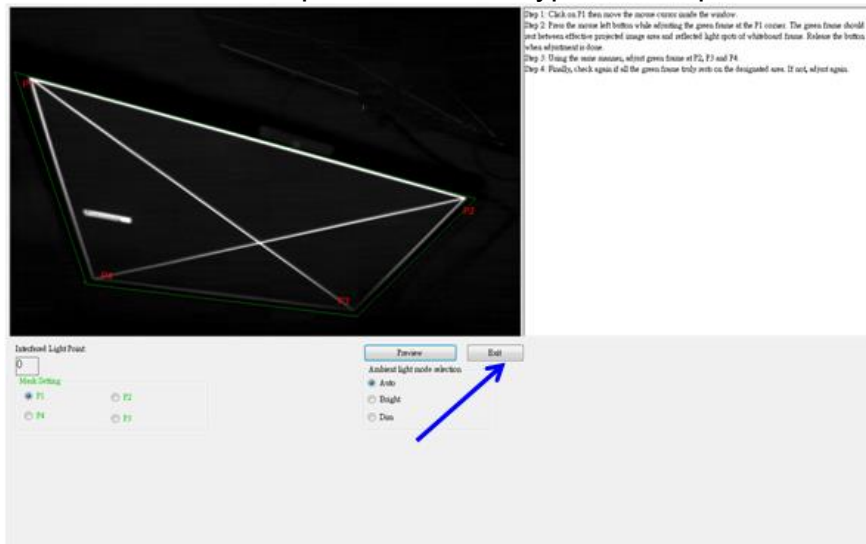 Step 1: Click on P1 then move the mouse cursor inside the window.
Step 2: Press the mouse left button while adjusting the green frame at the P1 corner. The green frame should
rest between effective projected image area and reflected light spots of whiteboard frame. Release the button
when adjustment is done.
Step 3: Using the same manner, adjust green frame at P2, P3 and P4.
Step 4: Finally, check again if all the green frame truly rests on the designated area. If not, adjust again.
P2
P4
P3
Interfered Light Point:
0
Mask Setting
P1
P2
P4
P3
Preview
Exit
Ambient light mode selection
Auto
Bright
Dim